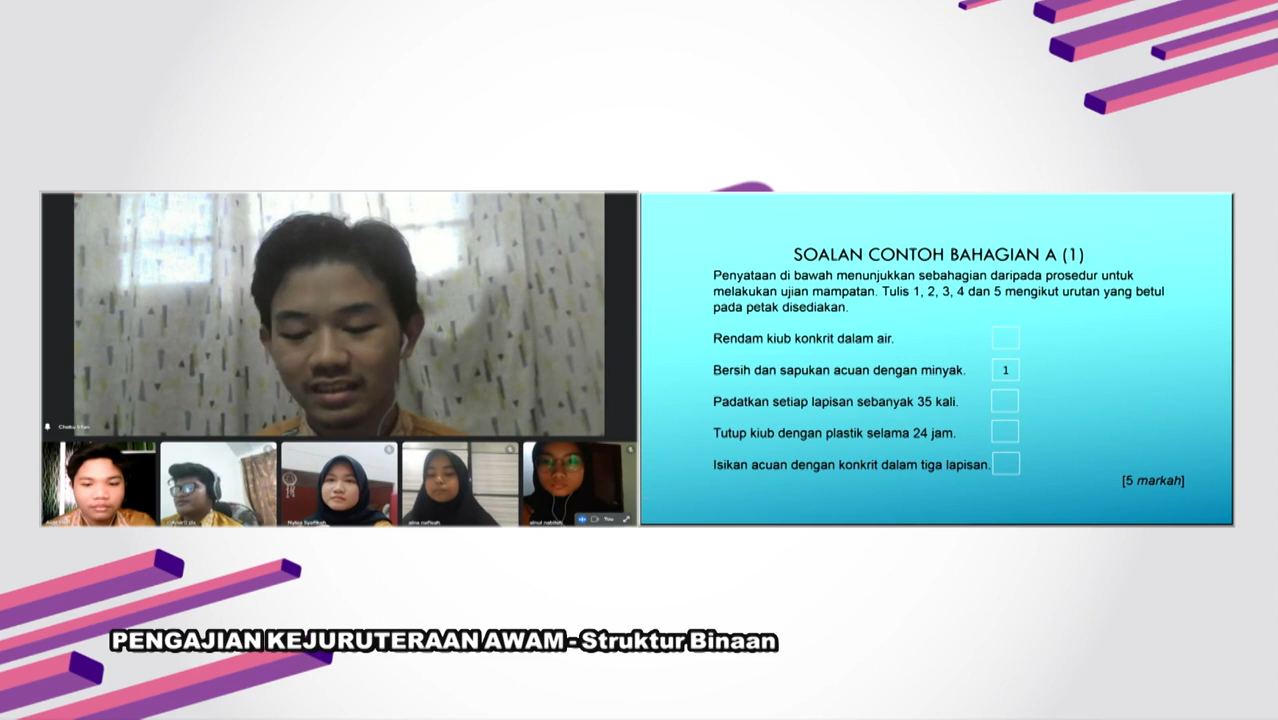 SOALAN CONTOH BAHAGIAN A (1)
Penyataan di bawah menunjukkan sebahagian daripada prosedur untuk
melakukan ujian mampatan. Tulis 1, 2, 3, 4 dan 5 mengikut urutan yang betul
pada petak disediakan.
Rendam kiub konkrit dalam air.
Bersih dan sapukan acuan dengan minyak. 1
Padatkan setiap lapisan sebanyak 35 kali.
Tutup kiub dengan plastik selama 24 jam.
Isikan acuan dengan konkrit dalam tiga lapisan.
[5 markah]
You
PENGAJIAN KEJURUTERAAN AWAM - Struktur Binaan